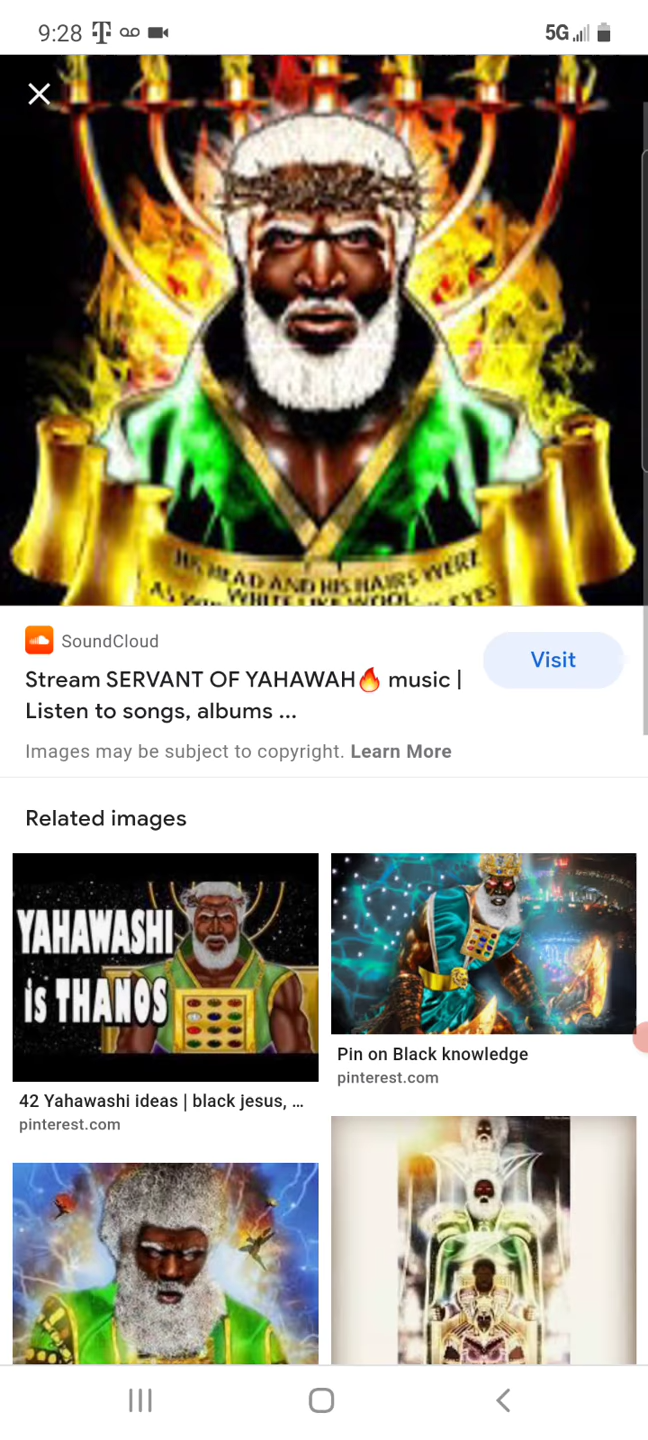 9:28
5G
HIS HEAD AND HIS HAIRS WERE
WHITE LIKE WOOL
EYES
SoundCloud
Visit
Stream SERVANT OF YAHAWAH🔥 music |
Listen to songs, albums ...
Images may be subject to copyright. Learn More
Related images
YAHAWASHI
is THANOS
42 Yahawashi ideas | black jesus, ...
pinterest.com
Pin on Black knowledge
pinterest.com